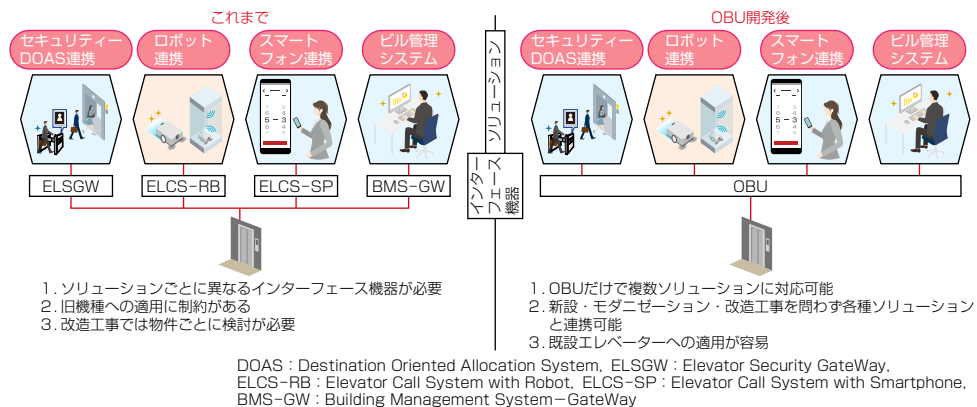 これまで
セキュリティー
DOAS連携
ロボット
連携
スマート
フォン連携
ビル管理
システム
ELSGW
ELCS-RB
ELCS-SP
BMS-GW
1. ソリューションごとに異なるインターフェース機器が必要
2. 旧機種への適用に制約がある
3. 改造工事では物件ごとに検討が必要
ソリューション
インター
フェース
機器
OBU開発後
セキュリティー
DOAS連携
ロボット
連携
スマート
フォン連携
ビル管理
システム
OBU
1. OBUだけで複数ソリューションに対応可能
2. 新設・モダニゼーション・改造工事を問わず各種ソリューション
と連携可能
3. 既設エレベーターへの適用が容易
DOAS:Destination Oriented Allocation System, ELSGW:Elevator Security GateWay,
ELCS-RB:Elevator Call System with Robot, ELCS-SP:Elevator Call System with Smartphone,
BMS-GW:Building Management System-GateWay